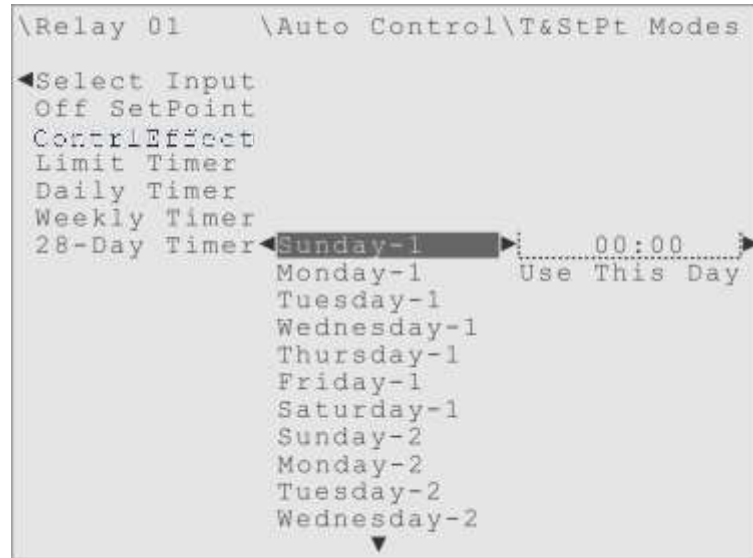 \Relay 01 \Auto Control\T&StPt Modes
Select Input
Off SetPoint
ContrlEffect
Limit Timer
Daily Timer
Weekly Timer
28-Day Timer Sunday-1 00:00
Monday-1 Use This Day
Tuesday-1
Wednesday-1
Thursday-1
Friday-1
Saturday-1
Sunday-2
Monday-2
Tuesday-2
Wednesday-2